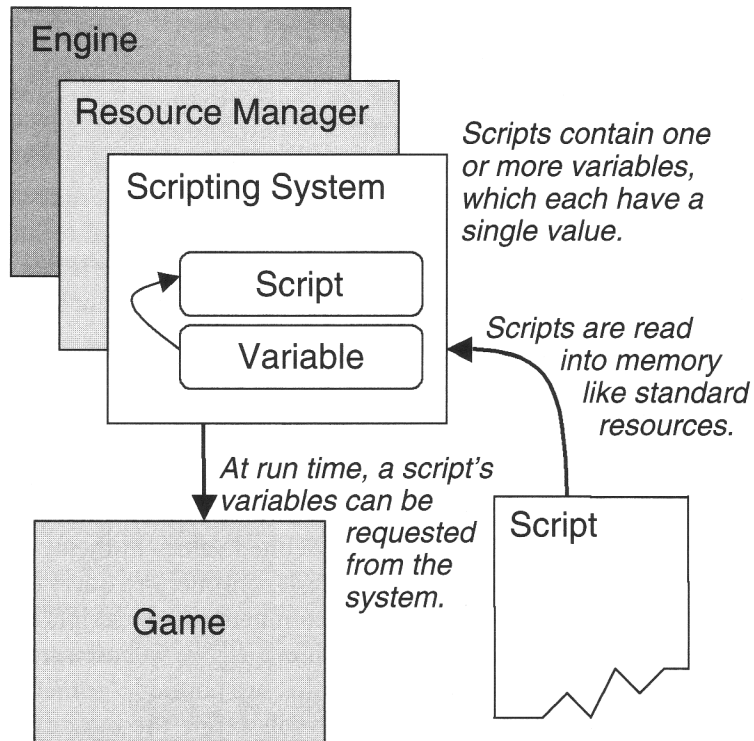 Engine
Resource Manager
Scripting System
Script
Variable
Scripts contain one
or more variables,
which each have a
single value.
Scripts are read
into memory
like standard
resources.
At run time, a script's
variables can be
requested
from the
system.
Game
Script